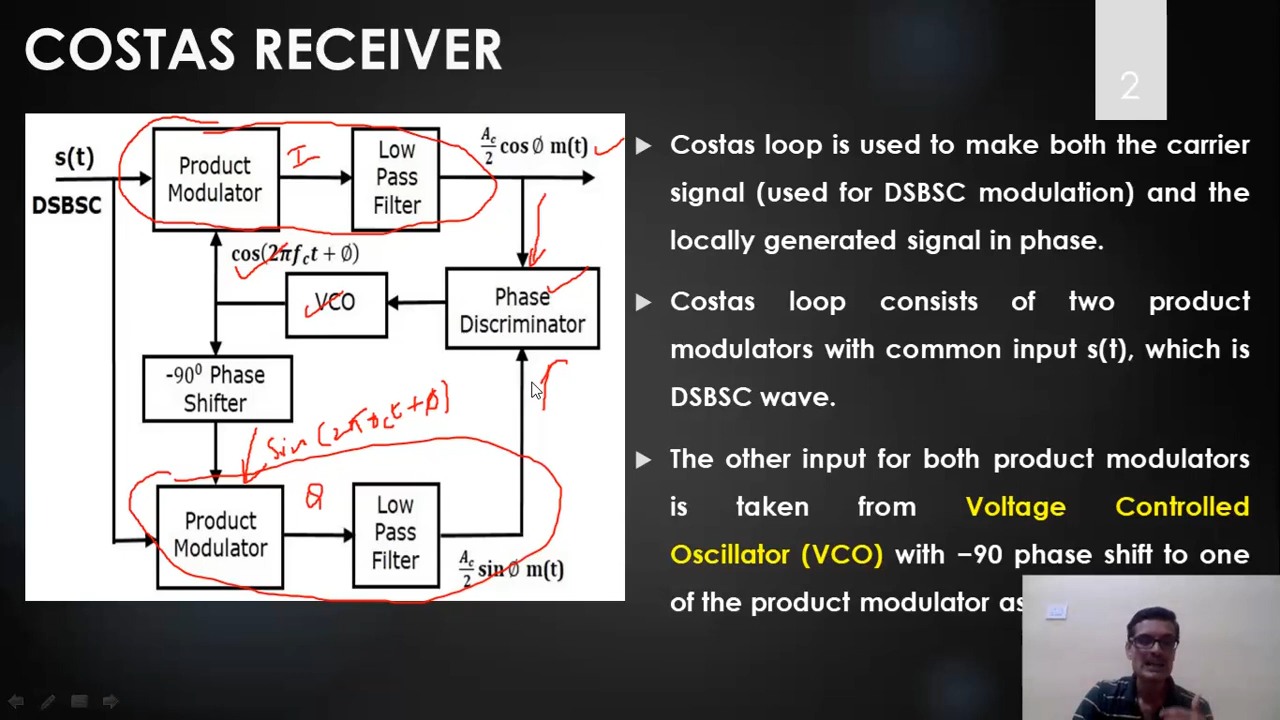 COSTAS RECEIVER
2
s(t)
DSBSC
Product
Modulator
I
Low
Pass
Filter
A_c/2 cos∅ m(t)
cos(2πf_ct + ∅)
VCO
Phase
Discriminator
-90⁰ Phase
Shifter
Sin (2πf_ct+∅)
Product
Modulator
Q
Low
Pass
Filter
A_c/2 sin∅ m(t)
Costas loop is used to make both the carrier
signal (used for DSBSC modulation) and the
locally generated signal in phase.
Costas loop consists of two product
modulators with common input s(t), which is
DSBSC wave.
The other input for both product modulators
is taken from Voltage Controlled
Oscillator (VCO) with −90 phase shift to one
of the product modulator as